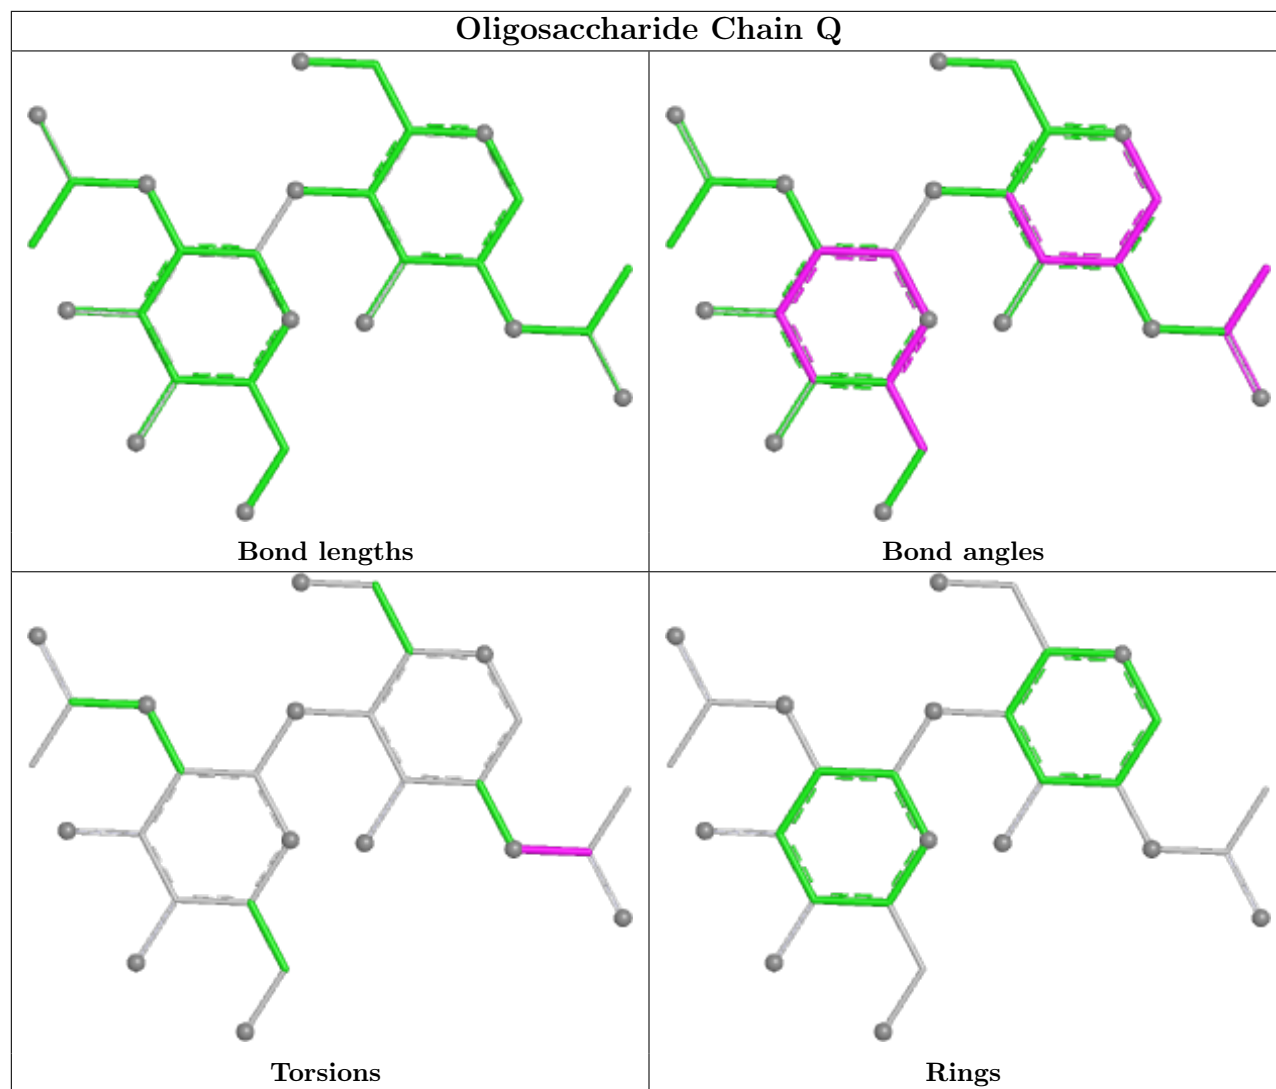 Oligosaccharide Chain Q
Bond lengths
Bond angles
Torsions
Rings